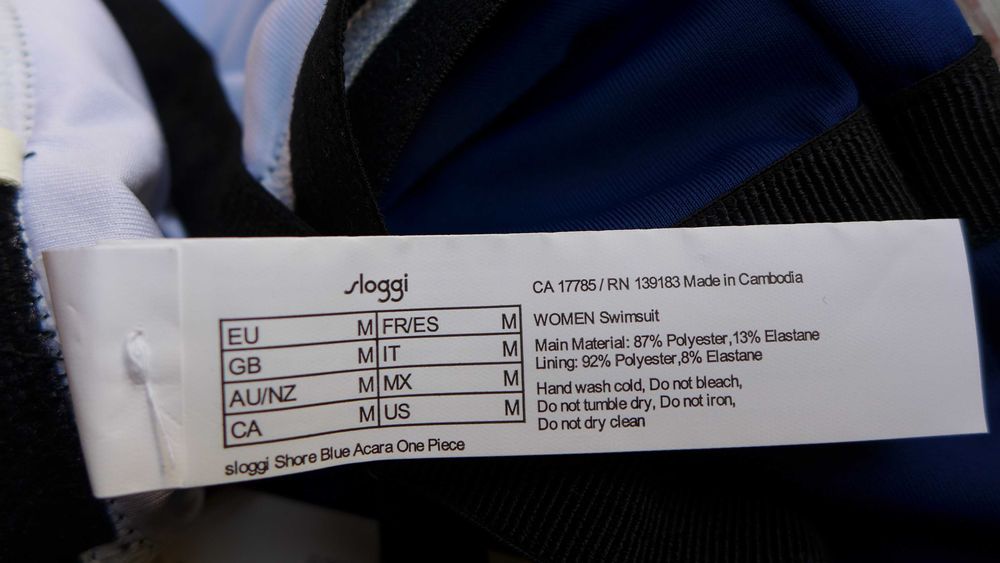 sloggi
EU M FR/ES M
GB M IT M
AU/NZ M MX M
CA M US M
sloggi Shore Blue Acara One Piece
CA 17785 / RN 139183 Made in Cambodia
WOMEN Swimsuit
Main Material: 87% Polyester,13% Elastane
Lining: 92% Polyester,8% Elastane
Hand wash cold, Do not bleach,
Do not tumble dry, Do not iron,
Do not dry clean